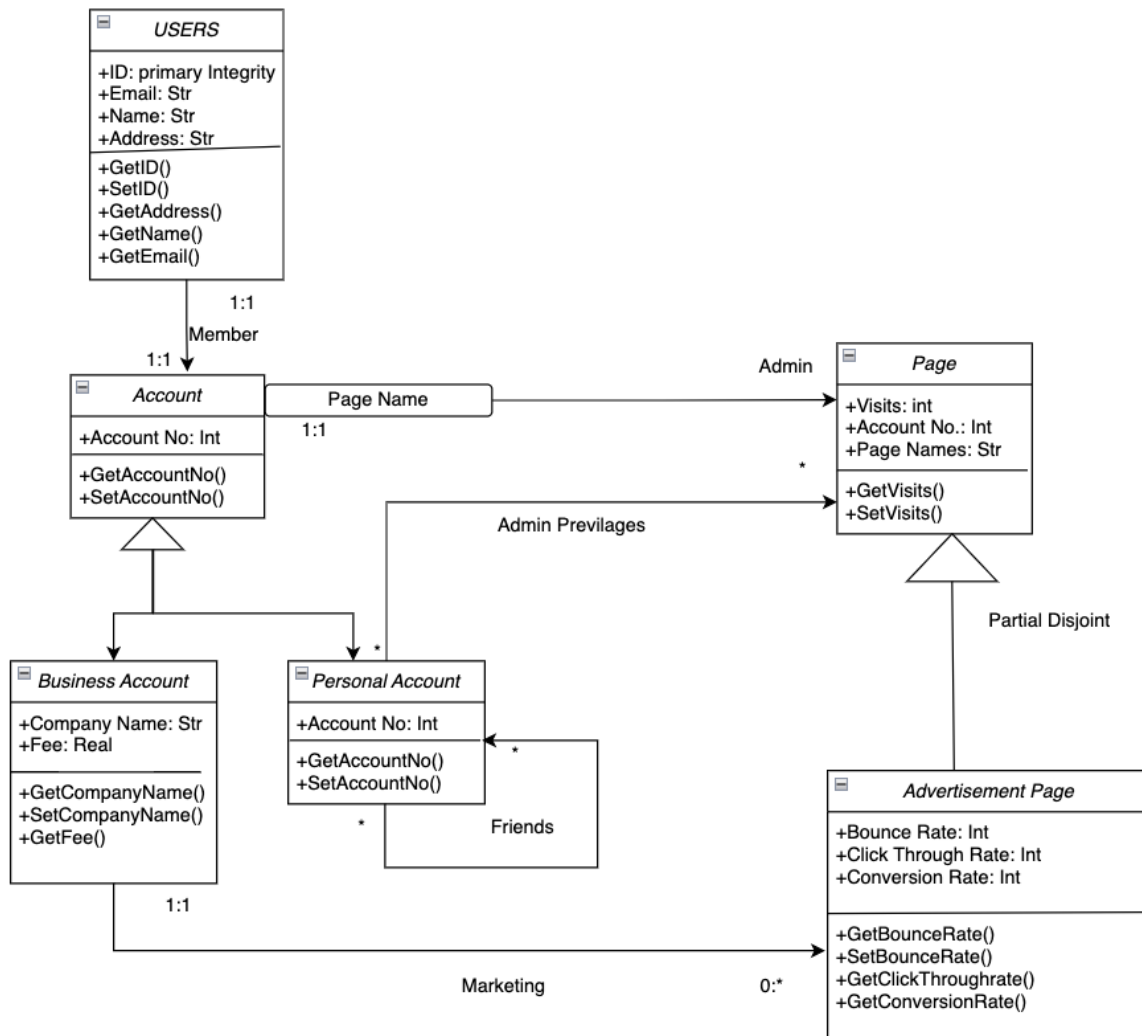 USERS
+ID: primary Integrity
+Email: Str
+Name: Str
+Address: Str
+GetID()
+SetID()
+GetAddress()
+GetName()
+GetEmail()
1:1
Member
1:1
Account
+Account No: Int
+GetAccountNo()
+SetAccountNo()
Page Name
1:1
Admin
Page
+Visits: int
+Account No.: Int
+Page Names: Str
+GetVisits()
+SetVisits()
*
Admin Previlages
*
Partial Disjoint
Business Account
+Company Name: Str
+Fee: Real
+GetCompanyName()
+SetCompanyName()
+GetFee()
1:1
Personal Account
+Account No: Int
+GetAccountNo()
+SetAccountNo()
*
*
Friends
Advertisement Page
+Bounce Rate: Int
+Click Through Rate: Int
+Conversion Rate: Int
+GetBounceRate()
+SetBounceRate()
+GetClickThroughrate()
+GetConversionRate()
Marketing
0:*